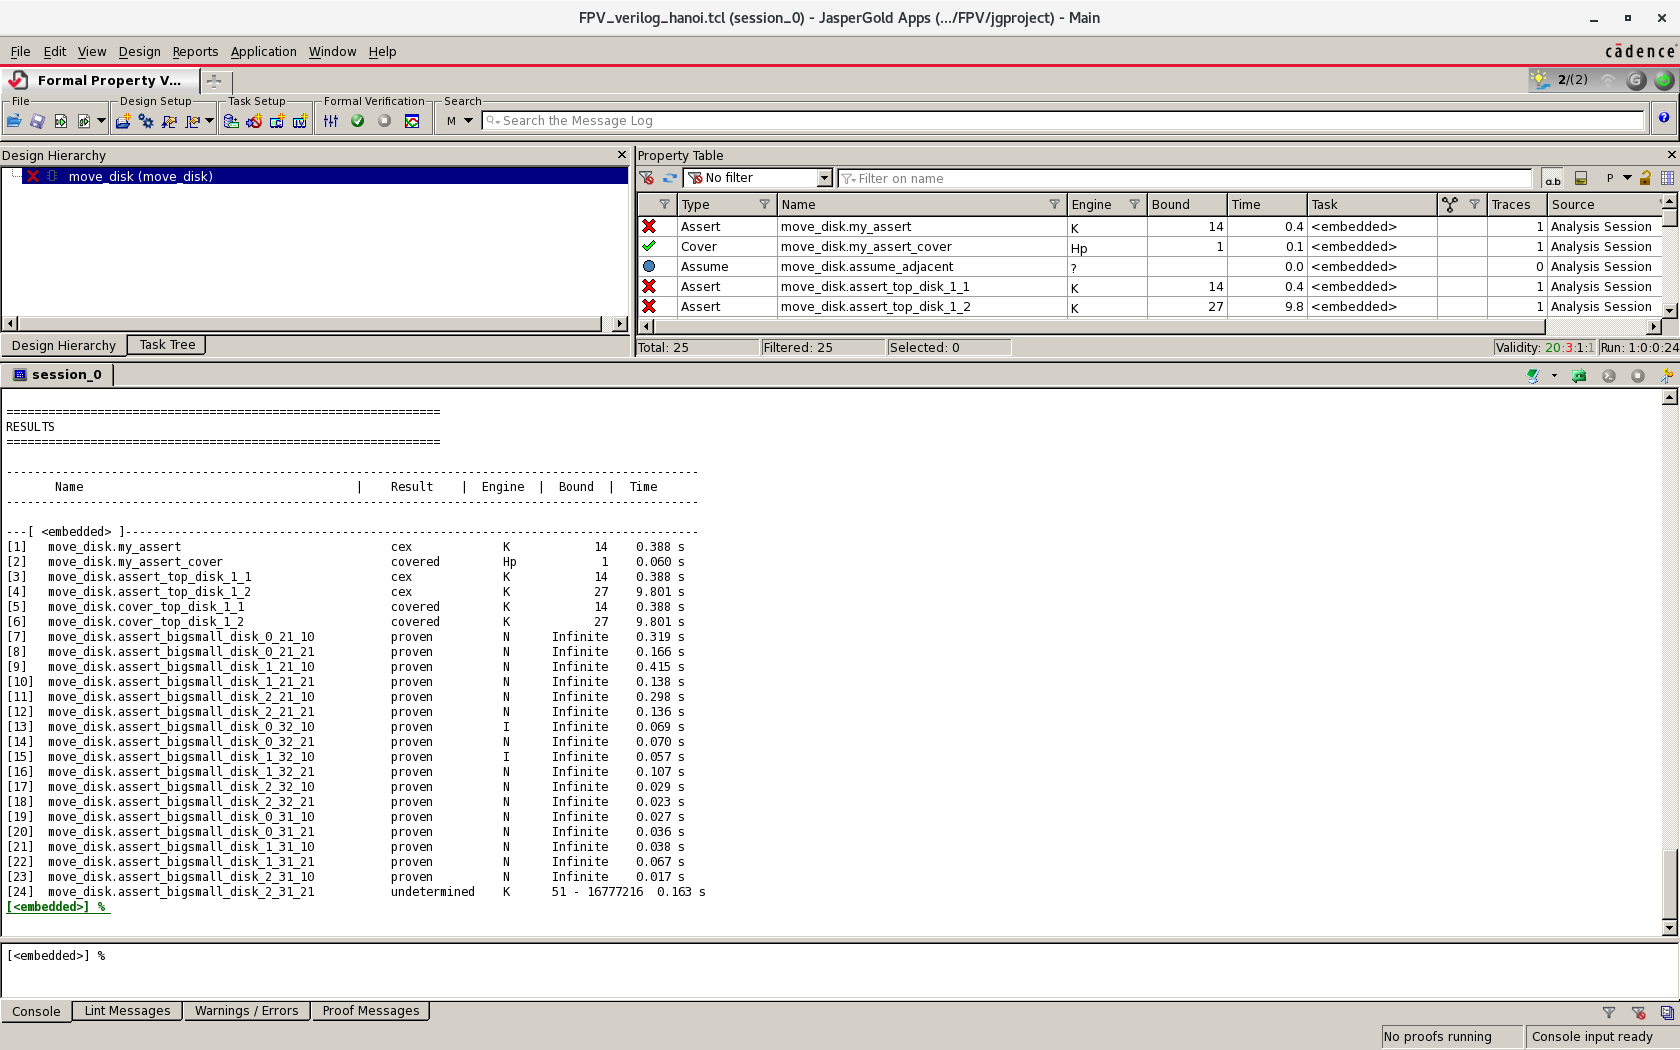 FPV_verilog_hanoi.tcl (session_0) - JasperGold Apps (.../FPV/jgproject) - Main
File Edit View Design Reports Application Window Help
cādence
Formal Property V...
2/(2)
File Design Setup Task Setup Formal Verification Search
M Search the Message Log
Design Hierarchy
move_disk (move_disk)
Design Hierarchy Task Tree
Property Table
No filter Filter on name a.b P
Type Name Engine Bound Time Task Traces Source
Assert move_disk.my_assert K 14 0.4 <embedded> 1 Analysis Session
Cover move_disk.my_assert_cover Hp 1 0.1 <embedded> 1 Analysis Session
Assume move_disk.assume_adjacent ? 0.0 <embedded> 0 Analysis Session
Assert move_disk.assert_top_disk_1_1 K 14 0.4 <embedded> 1 Analysis Session
Assert move_disk.assert_top_disk_1_2 K 27 9.8 <embedded> 1 Analysis Session
Total: 25 Filtered: 25 Selected: 0 Validity: 20:3:1:1 Run: 1:0:0:24
session_0
==============================================================
RESULTS
==============================================================
---------------------------------------------------------------------------------------------------
Name | Result | Engine | Bound | Time
---------------------------------------------------------------------------------------------------
---[ <embedded> ]----------------------------------------------------------------------------------
[1] move_disk.my_assert cex K 14 0.388 s
[2] move_disk.my_assert_cover covered Hp 1 0.060 s
[3] move_disk.assert_top_disk_1_1 cex K 14 0.388 s
[4] move_disk.assert_top_disk_1_2 cex K 27 9.801 s
[5] move_disk.cover_top_disk_1_1 covered K 14 0.388 s
[6] move_disk.cover_top_disk_1_2 covered K 27 9.801 s
[7] move_disk.assert_bigsmall_disk_0_21_10 proven N Infinite 0.319 s
[8] move_disk.assert_bigsmall_disk_0_21_21 proven N Infinite 0.166 s
[9] move_disk.assert_bigsmall_disk_1_21_10 proven N Infinite 0.415 s
[10] move_disk.assert_bigsmall_disk_1_21_21 proven N Infinite 0.138 s
[11] move_disk.assert_bigsmall_disk_2_21_10 proven N Infinite 0.298 s
[12] move_disk.assert_bigsmall_disk_2_21_21 proven N Infinite 0.136 s
[13] move_disk.assert_bigsmall_disk_0_32_10 proven I Infinite 0.069 s
[14] move_disk.assert_bigsmall_disk_0_32_21 proven N Infinite 0.070 s
[15] move_disk.assert_bigsmall_disk_1_32_10 proven I Infinite 0.057 s
[16] move_disk.assert_bigsmall_disk_1_32_21 proven N Infinite 0.107 s
[17] move_disk.assert_bigsmall_disk_2_32_10 proven N Infinite 0.029 s
[18] move_disk.assert_bigsmall_disk_2_32_21 proven N Infinite 0.023 s
[19] move_disk.assert_bigsmall_disk_0_31_10 proven N Infinite 0.027 s
[20] move_disk.assert_bigsmall_disk_0_31_21 proven N Infinite 0.036 s
[21] move_disk.assert_bigsmall_disk_1_31_10 proven N Infinite 0.038 s
[22] move_disk.assert_bigsmall_disk_1_31_21 proven N Infinite 0.067 s
[23] move_disk.assert_bigsmall_disk_2_31_10 proven N Infinite 0.017 s
[24] move_disk.assert_bigsmall_disk_2_31_21 undetermined K 51 - 16777216 0.163 s
[<embedded>] %
[<embedded>] %
Console Lint Messages Warnings / Errors Proof Messages
No proofs running Console input ready